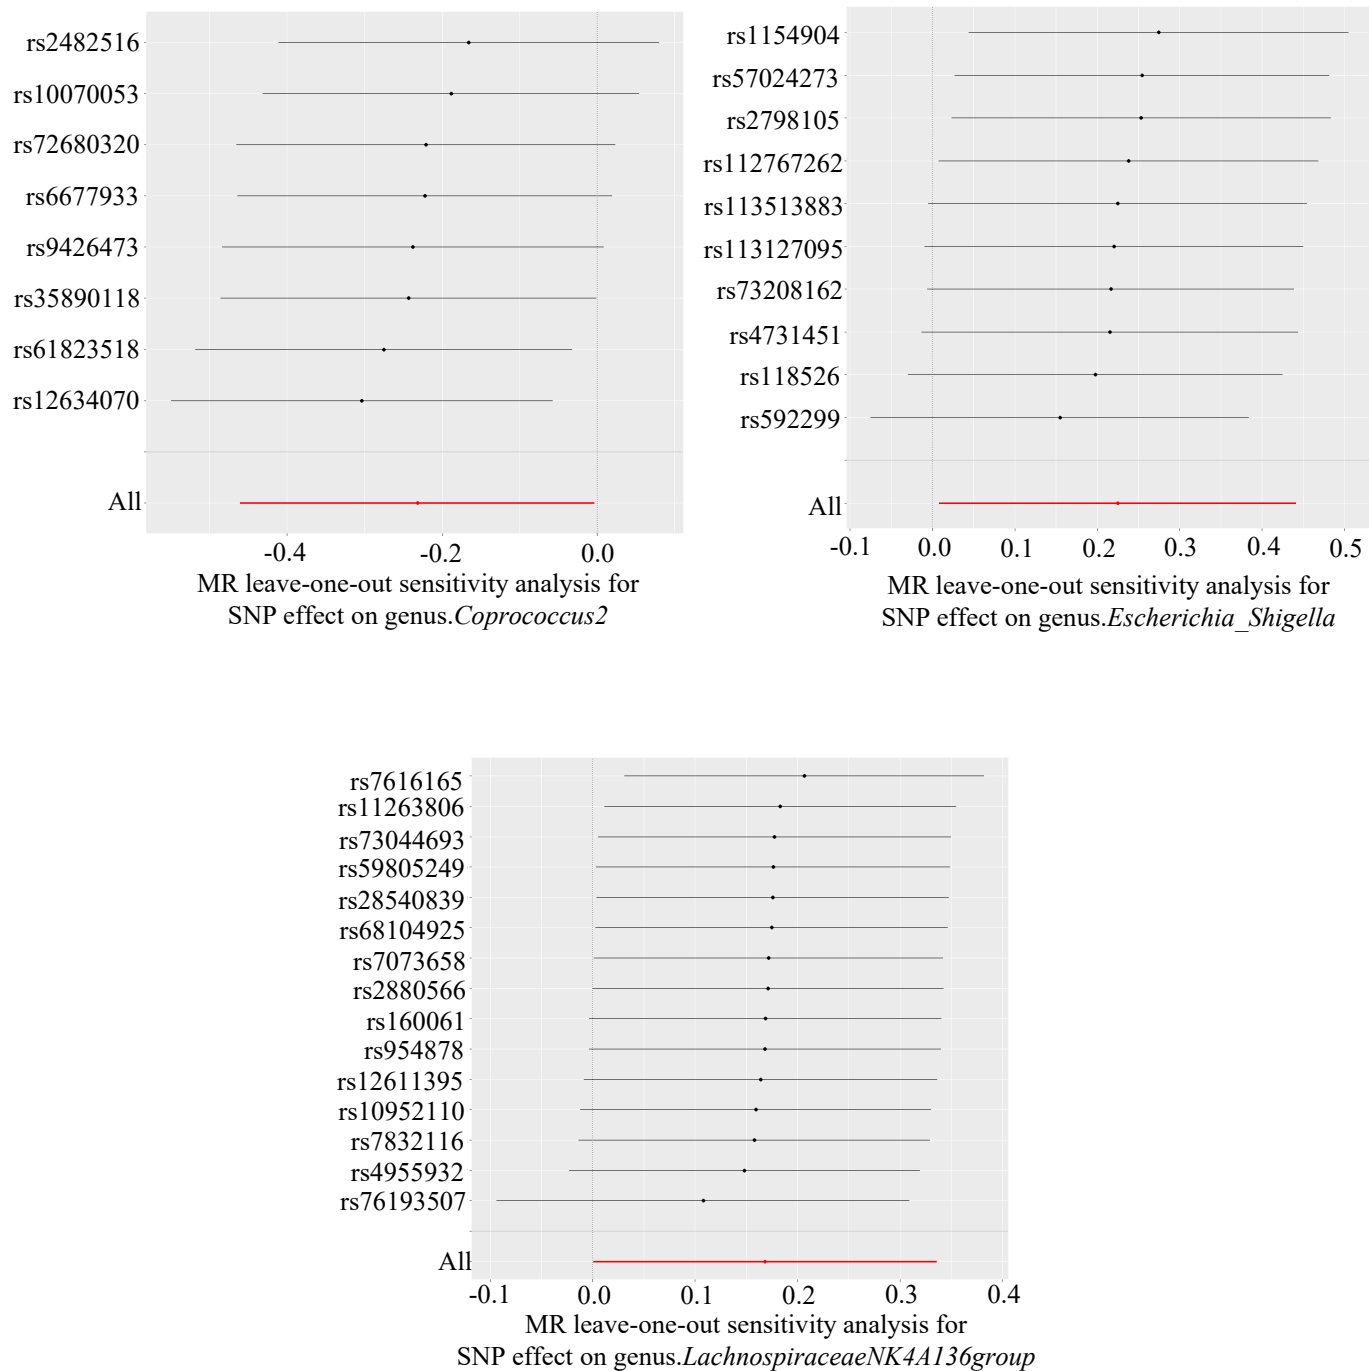 rs2482516
rs10070053
rs72680320
rs6677933
rs9426473
rs35890118
rs61823518
rs12634070
All
-0.4 -0.2 0.0
MR leave-one-out sensitivity analysis for
SNP effect on genus.Coprococcus2
rs1154904
rs57024273
rs2798105
rs112767262
rs113513883
rs113127095
rs73208162
rs4731451
rs118526
rs592299
All
-0.1 0.0 0.1 0.2 0.3 0.4 0.5
MR leave-one-out sensitivity analysis for
SNP effect on genus.Escherichia_Shigella
rs7616165
rs11263806
rs73044693
rs59805249
rs28540839
rs68104925
rs7073658
rs2880566
rs160061
rs954878
rs12611395
rs10952110
rs7832116
rs4955932
rs76193507
All
-0.1 0.0 0.1 0.2 0.3 0.4
MR leave-one-out sensitivity analysis for
SNP effect on genus.LachnospiraceaeNK4A136group